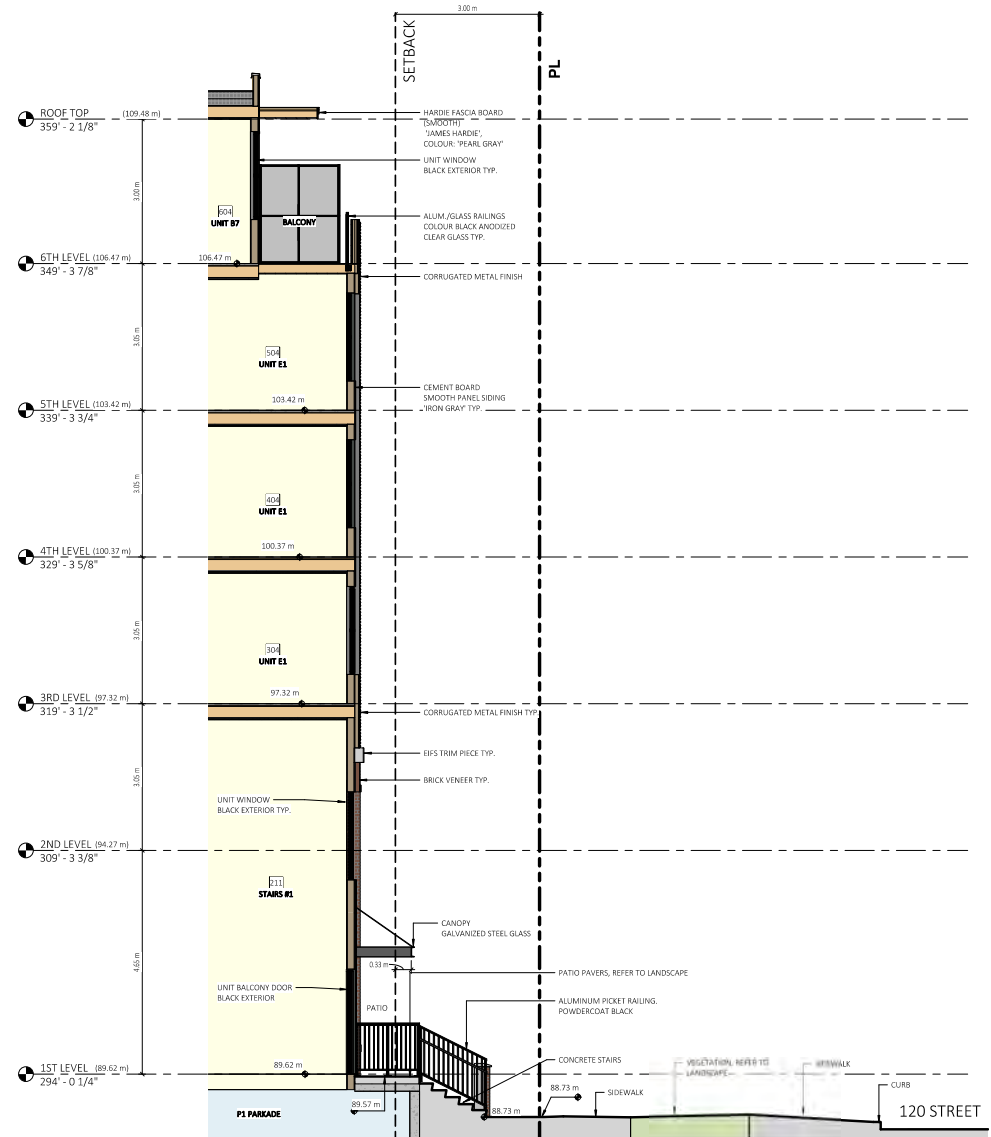 3.00 m
SETBACK
PL
ROOF TOP (109.48 m)
359' - 2 1/8"
HARDIE FASCIA BOARD
(SMOOTH)
'JAMES HARDIE',
COLOUR: 'PEARL GRAY'
UNIT WINDOW
BLACK EXTERIOR TYP.
3.00 m
604
UNIT B7
BALCONY
ALUM./GLASS RAILINGS
COLOUR BLACK ANODIZED
CLEAR GLASS TYP.
6TH LEVEL (106.47 m)
349' - 3 7/8"
106.47 m
CORRUGATED METAL FINISH
3.05 m
504
UNIT E1
CEMENT BOARD
SMOOTH PANEL SIDING
'IRON GRAY' TYP.
5TH LEVEL (103.42 m)
339' - 3 3/4"
103.42 m
3.05 m
404
UNIT E1
4TH LEVEL (100.37 m)
329' - 3 5/8"
100.37 m
3.05 m
304
UNIT E1
3RD LEVEL (97.32 m)
319' - 3 1/2"
97.32 m
CORRUGATED METAL FINISH TYP.
EIFS TRIM PIECE TYP.
BRICK VENEER TYP.
3.05 m
UNIT WINDOW
BLACK EXTERIOR TYP.
2ND LEVEL (94.27 m)
309' - 3 3/8"
211
STAIRS #1
CANOPY
GALVANIZED STEEL GLASS
4.65 m
0.33 m
PATIO PAVERS, REFER TO LANDSCAPE
UNIT BALCONY DOOR
BLACK EXTERIOR
PATIO
ALUMINUM PICKET RAILING.
POWDERCOAT BLACK
1ST LEVEL (89.62 m)
294' - 0 1/4"
89.62 m
CONCRETE STAIRS
VEGETATION, REFER TO
LANDSCAPE
SIDEWALK
CURB
88.73 m
SIDEWALK
89.57 m
88.73 m
P1 PARKADE
120 STREET